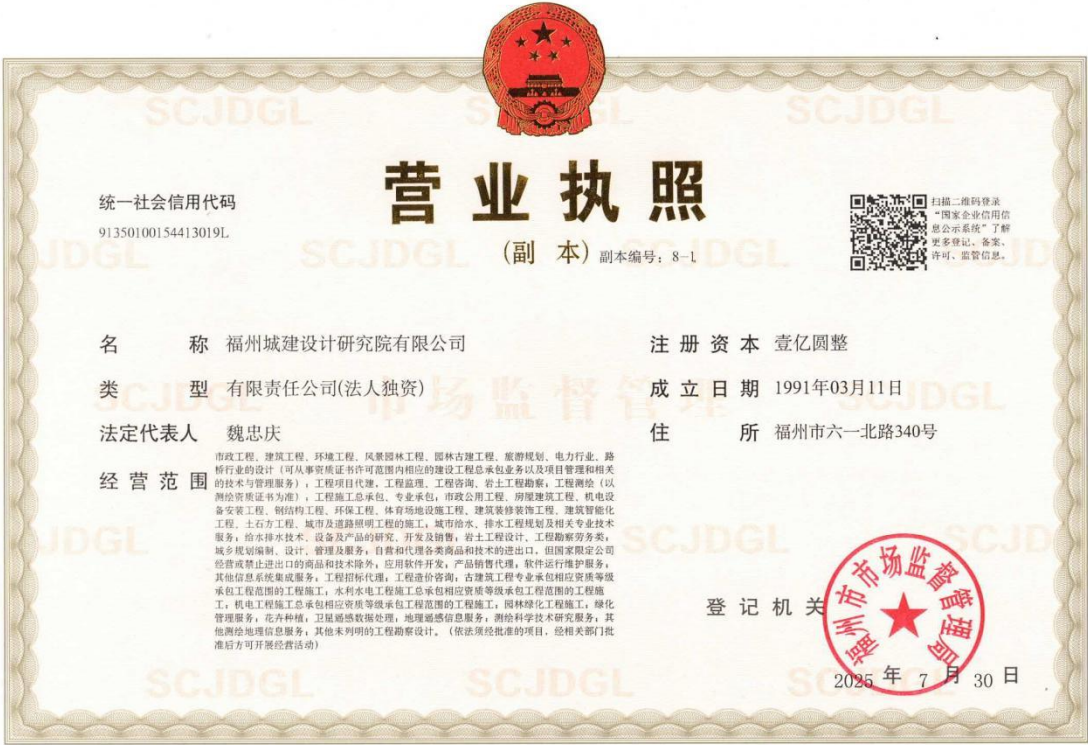 营业执照
(副 本) 副本编号：8-1
统一社会信用代码
91350100154413019L
扫描二维码登录
“国家企业信用信
息公示系统”了解
更多登记、备案、
许可、监管信息。
名 称 福州城建设计研究院有限公司
类 型 有限责任公司(法人独资)
法定代表人 魏忠庆
经营范围
市政工程、建筑工程、环境工程、风景园林工程、园林古建工程、旅游规划、电力行业、路
桥行业的设计（可从事资质证书许可范围内相应的建设工程总承包业务以及项目管理和相关
的技术与管理服务）；工程项目代建、工程监理、工程咨询、岩土工程勘察；工程测绘（以
测绘资质证书为准）；工程施工总承包、专业承包；市政公用工程、房屋建筑工程、机电设
备安装工程、钢结构工程、环保工程、体育场地设施工程、建筑装修装饰工程、建筑智能化
工程、土石方工程、城市及道路照明工程的施工；城市给水、排水工程规划及相关专业技术
服务；给水排水技术、设备及产品的研究、开发及销售；岩土工程设计、工程勘察劳务类；
城乡规划编制、设计、管理及服务；自营和代理各类商品和技术的进出口，但国家限定公司
经营或禁止进出口的商品和技术除外；应用软件开发；产品销售代理；软件运行维护服务；
其他信息系统集成服务；工程招标代理；工程造价咨询；古建筑工程专业承包相应资质等级
承包工程范围的工程施工；水利水电工程施工总承包相应资质等级承包工程范围的工程施
工；机电工程施工总承包相应资质等级承包工程范围的工程施工；园林绿化工程施工；绿化
管理服务；花卉种植；卫星遥感数据处理；地理遥感信息服务；测绘科学技术研究服务；其
他测绘地理信息服务；其他未列明的工程勘察设计。（依法须经批准的项目，经相关部门批
准后方可开展经营活动）
注册资本 壹亿圆整
成立日期 1991年03月11日
住 所 福州市六一北路340号
登记机关
福州市市场监督管理局
2025 年 7 月 30 日
SCJDGL
市场监督管理